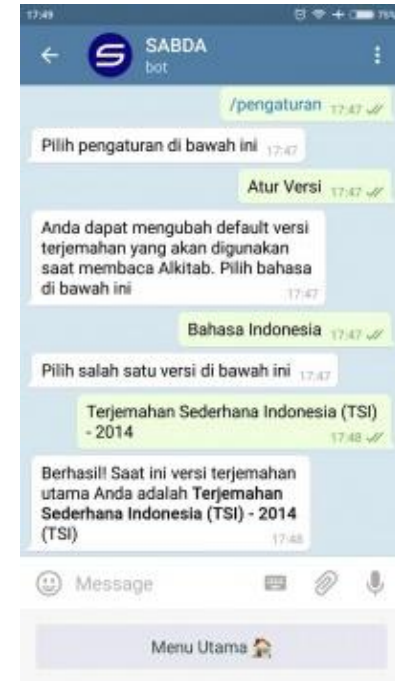 17:49
SABDA
bot
/pengaturan 17:47
Pilih pengaturan di bawah ini 17:47
Atur Versi 17:47
Anda dapat mengubah default versi
terjemahan yang akan digunakan
saat membaca Alkitab. Pilih bahasa
di bawah ini 17:47
Bahasa Indonesia 17:47
Pilih salah satu versi di bawah ini 17:47
Terjemahan Sederhana Indonesia (TSI)
- 2014 17:48
Berhasil! Saat ini versi terjemahan
utama Anda adalah Terjemahan
Sederhana Indonesia (TSI) - 2014
(TSI) 17:48
Message
Menu Utama